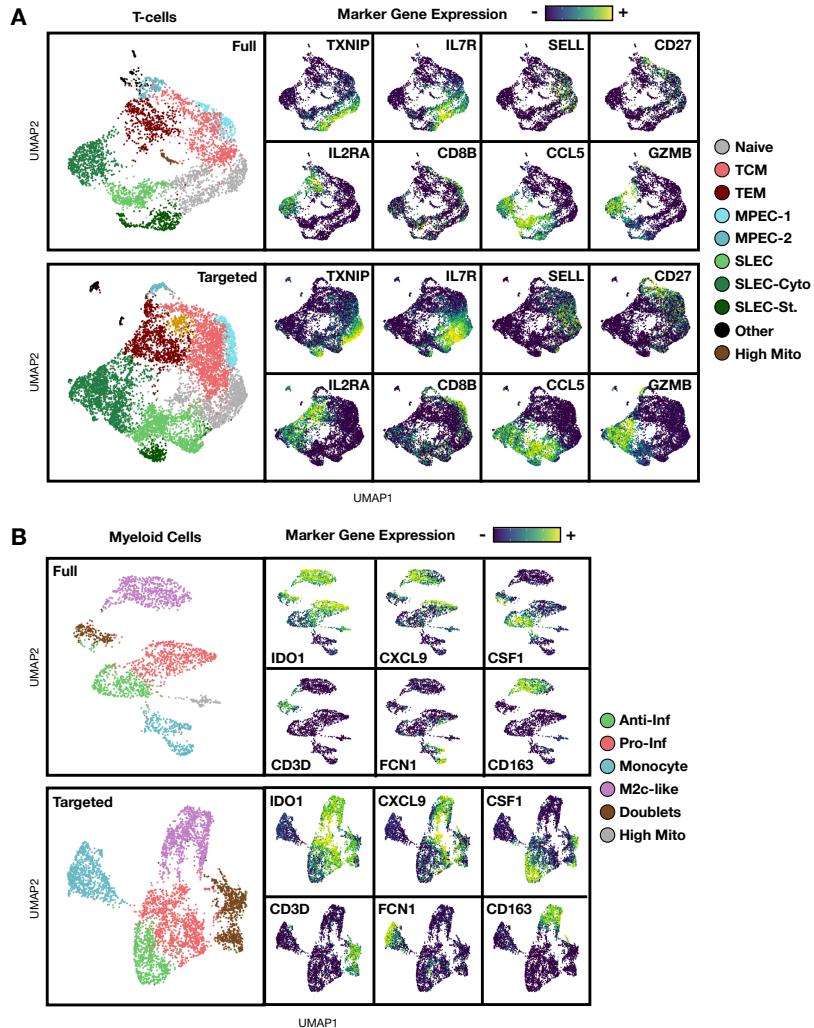 A
T-cells
Marker Gene Expression
- +
Full
TXNIP
IL7R
SELL
CD27
IL2RA
CD8B
CCL5
GZMB
UMAP2
Targeted
TXNIP
IL7R
SELL
CD27
IL2RA
CD8B
CCL5
GZMB
UMAP2
UMAP1
Naive
TCM
TEM
MPEC-1
MPEC-2
SLEC
SLEC-Cyto
SLEC-St.
Other
High Mito
B
Myeloid Cells
Marker Gene Expression
- +
Full
IDO1
CXCL9
CSF1
CD3D
FCN1
CD163
UMAP2
Targeted
IDO1
CXCL9
CSF1
CD3D
FCN1
CD163
UMAP2
UMAP1
Anti-Inf
Pro-Inf
Monocyte
M2c-like
Doublets
High Mito